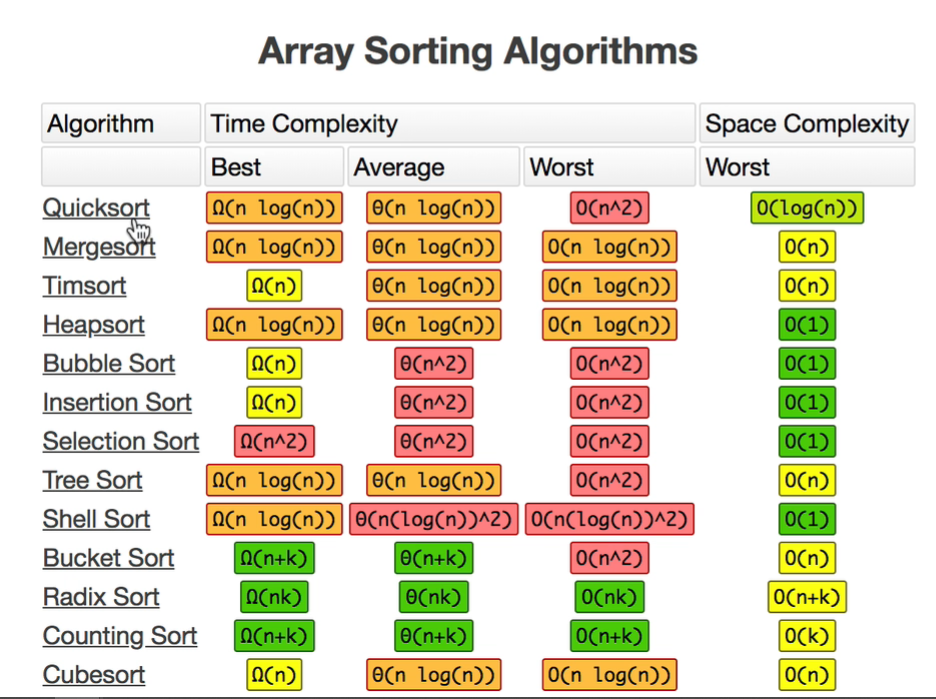 Array Sorting Algorithms
Algorithm Time Complexity Space Complexity
Best Average Worst Worst
Quicksort Ω(n log(n)) θ(n log(n)) O(n^2) O(log(n))
Mergesort Ω(n log(n)) θ(n log(n)) O(n log(n)) O(n)
Timsort Ω(n) θ(n log(n)) O(n log(n)) O(n)
Heapsort Ω(n log(n)) θ(n log(n)) O(n log(n)) O(1)
Bubble Sort Ω(n) θ(n^2) O(n^2) O(1)
Insertion Sort Ω(n) θ(n^2) O(n^2) O(1)
Selection Sort Ω(n^2) θ(n^2) O(n^2) O(1)
Tree Sort Ω(n log(n)) θ(n log(n)) O(n^2) O(n)
Shell Sort Ω(n log(n)) θ(n(log(n))^2) O(n(log(n))^2) O(1)
Bucket Sort Ω(n+k) θ(n+k) O(n^2) O(n)
Radix Sort Ω(nk) θ(nk) O(nk) O(n+k)
Counting Sort Ω(n+k) θ(n+k) O(n+k) O(k)
Cubesort Ω(n) θ(n log(n)) O(n log(n)) O(n)